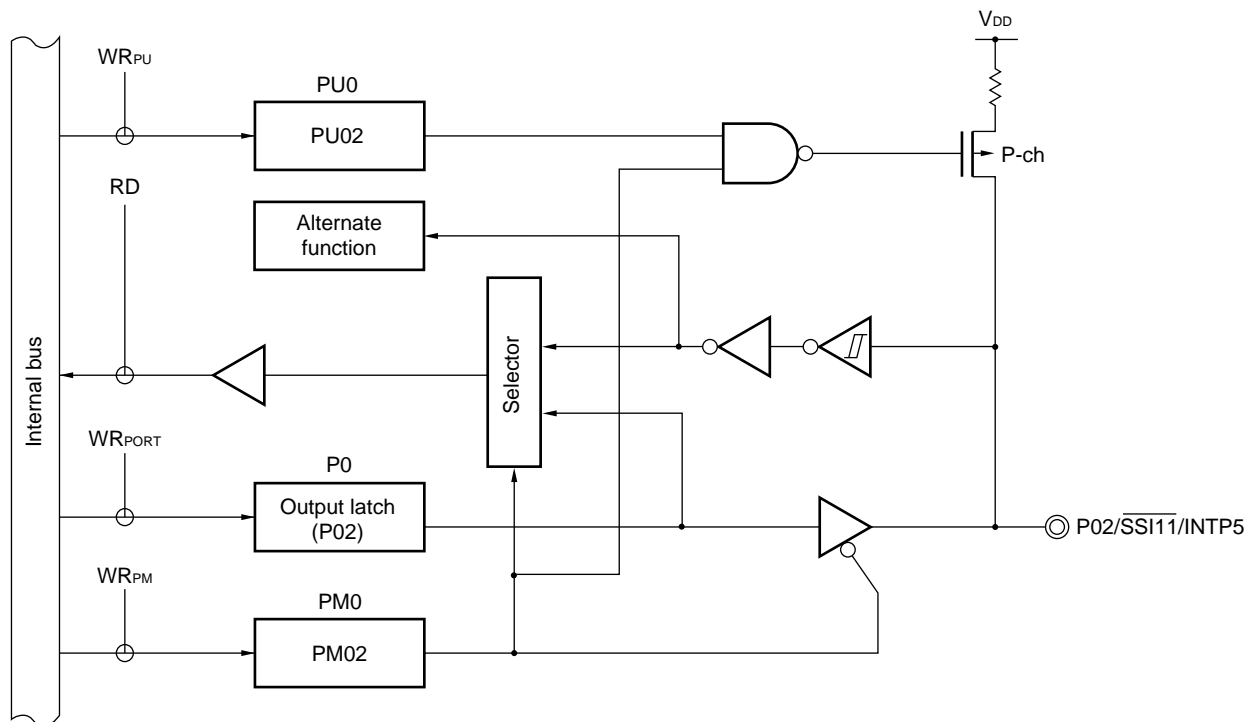 VDD
WRPU
PU0
PU02
P-ch
RD
Alternate
function
Internal bus
Selector
WRPORT
P0
Output latch
(P02)
P02/SSI11/INTP5
WRPM
PM0
PM02